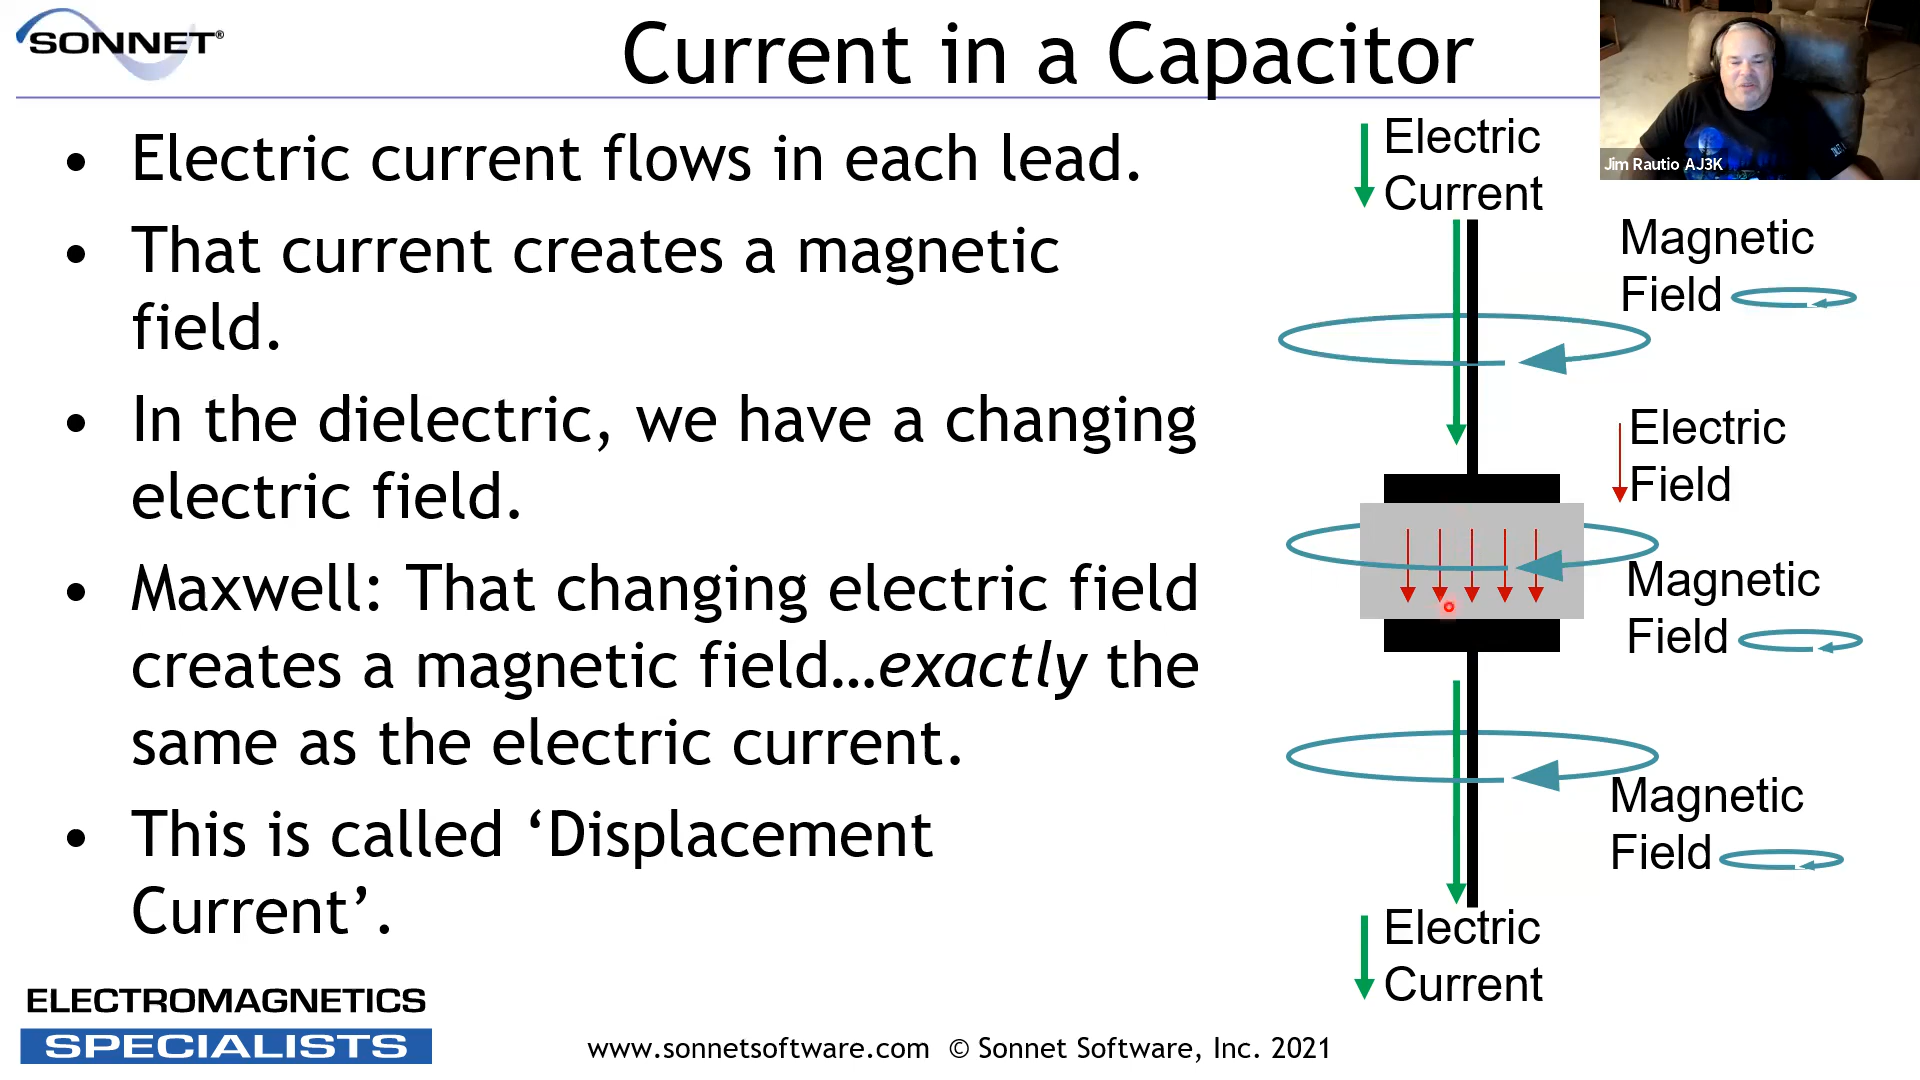 SONNET®
Current in a Capacitor
Jim Rautio AJ3K
• Electric current flows in each lead.
• That current creates a magnetic
field.
• In the dielectric, we have a changing
electric field.
• Maxwell: That changing electric field
creates a magnetic field…exactly the
same as the electric current.
• This is called ‘Displacement
Current’.
Electric
Current
Magnetic
Field
Electric
Field
Magnetic
Field
Magnetic
Field
Electric
Current
ELECTROMAGNETICS
SPECIALISTS
www.sonnetsoftware.com © Sonnet Software, Inc. 2021